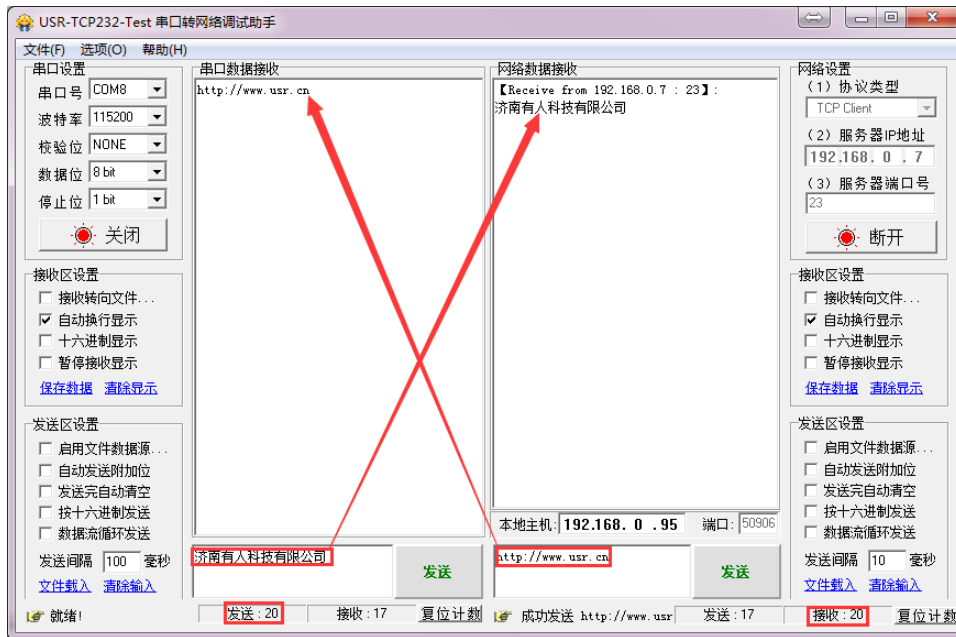 USR-TCP232-Test 串口转网络调试助手
文件(F) 选项(O) 帮助(H)
串口设置
串口号 COM8
波特率 115200
校验位 NONE
数据位 8 bit
停止位 1 bit
关闭
接收区设置
接收转向文件...
自动换行显示
十六进制显示
暂停接收显示
保存数据 清除显示
发送区设置
启用文件数据源...
自动发送附加位
发送完自动清空
按十六进制发送
数据流循环发送
发送间隔 100 毫秒
文件载入 清除输入
就绪!
串口数据接收
http://www.usr.cn
济南有人科技有限公司
发送
发送:20 接收:17 复位计数
网络数据接收
【Receive from 192.168.0.7 : 23】:
济南有人科技有限公司
本地主机: 192.168. 0 .95 端口: 50906
http://www.usr.cn
发送
成功发送 http://www.usr 发送:17 接收:20 复位计数
网络设置
(1) 协议类型
TCP Client
(2) 服务器IP地址
192.168. 0 . 7
(3) 服务器端口号
23
断开
接收区设置
接收转向文件...
自动换行显示
十六进制显示
暂停接收显示
保存数据 清除显示
发送区设置
启用文件数据源...
自动发送附加位
发送完自动清空
按十六进制发送
数据流循环发送
发送间隔 10 毫秒
文件载入 清除输入